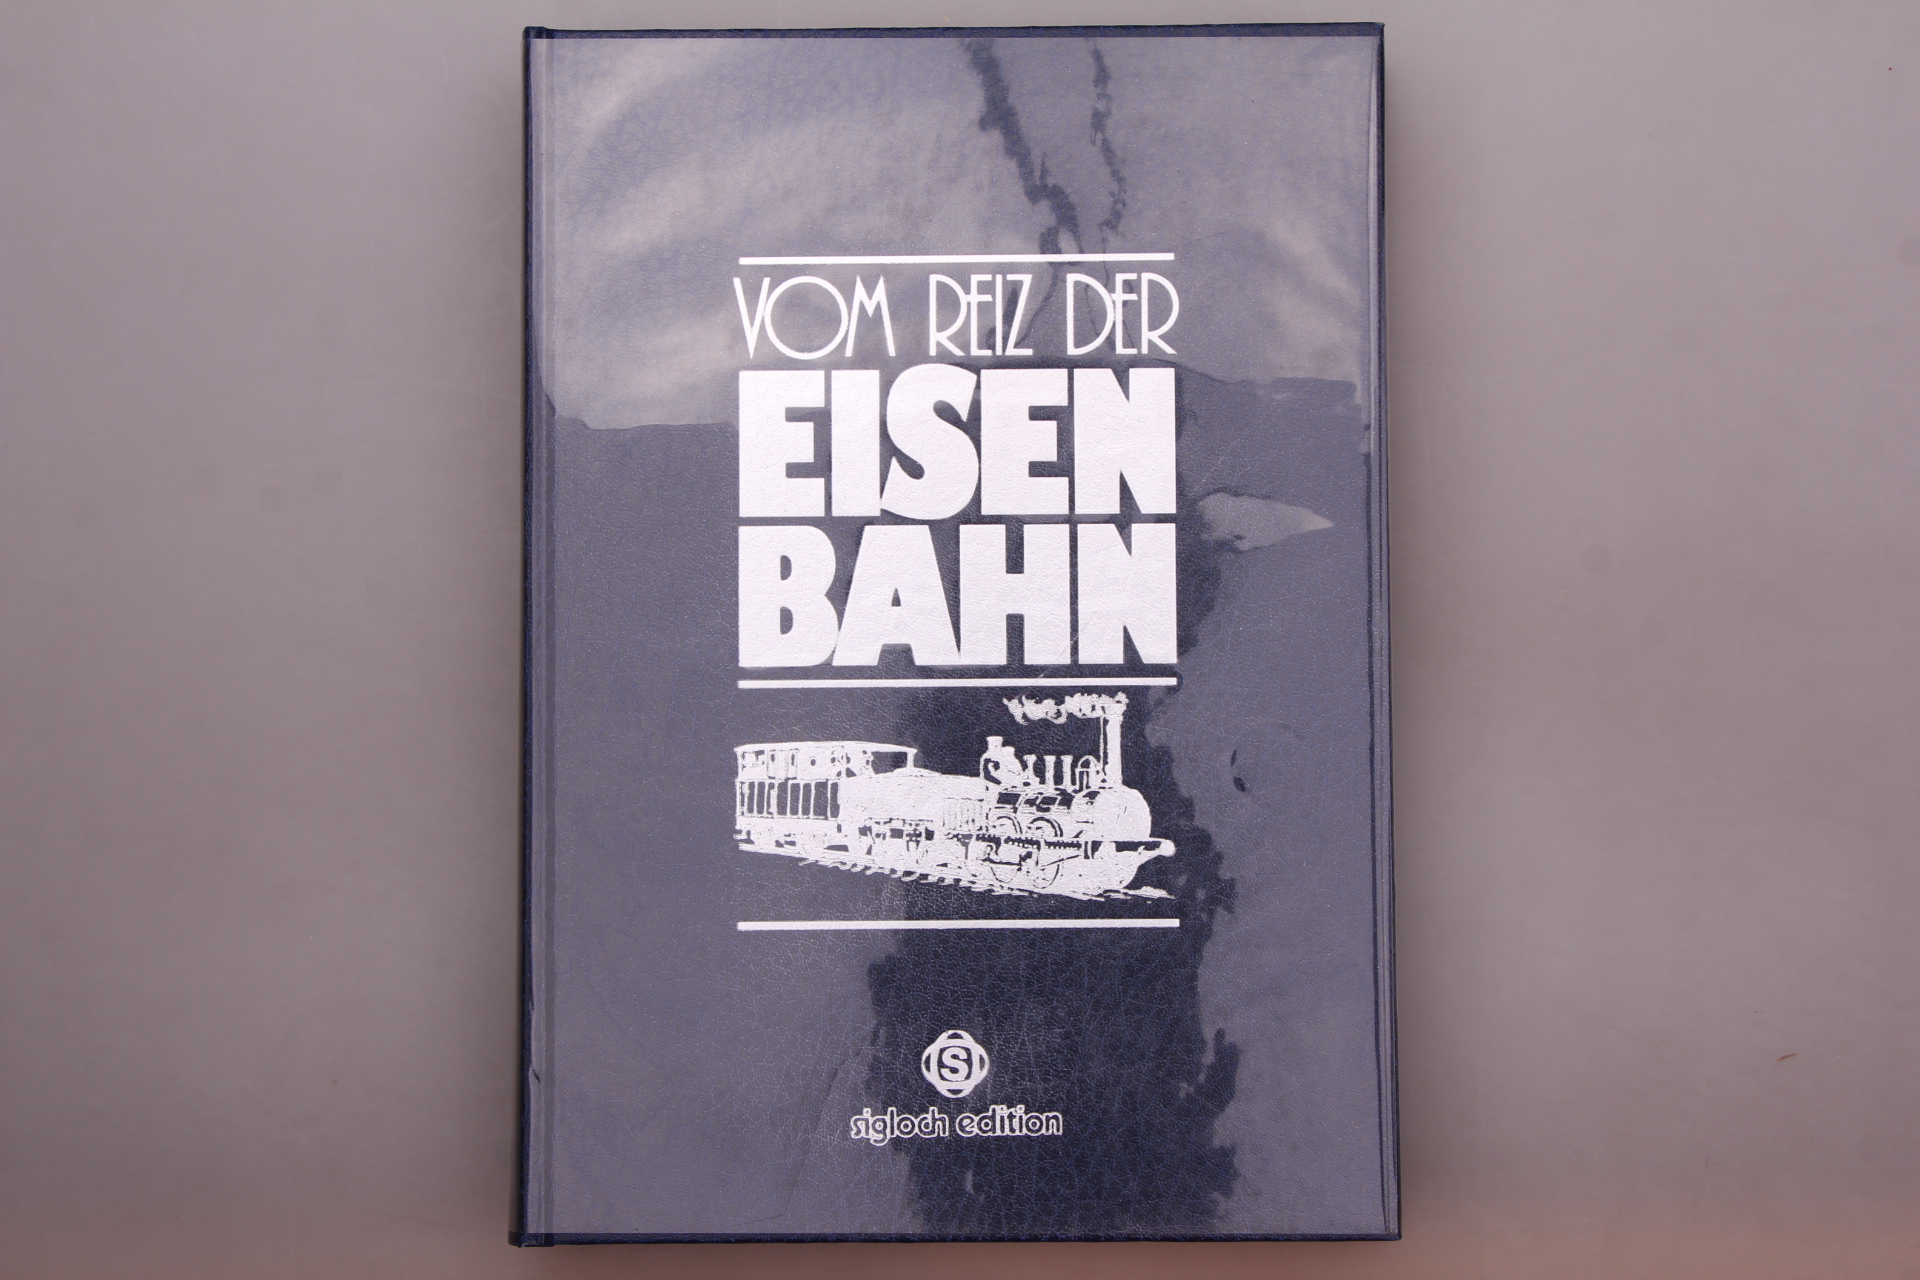 VOM REIZ DER
EISEN
BAHN
S
sigloch edition